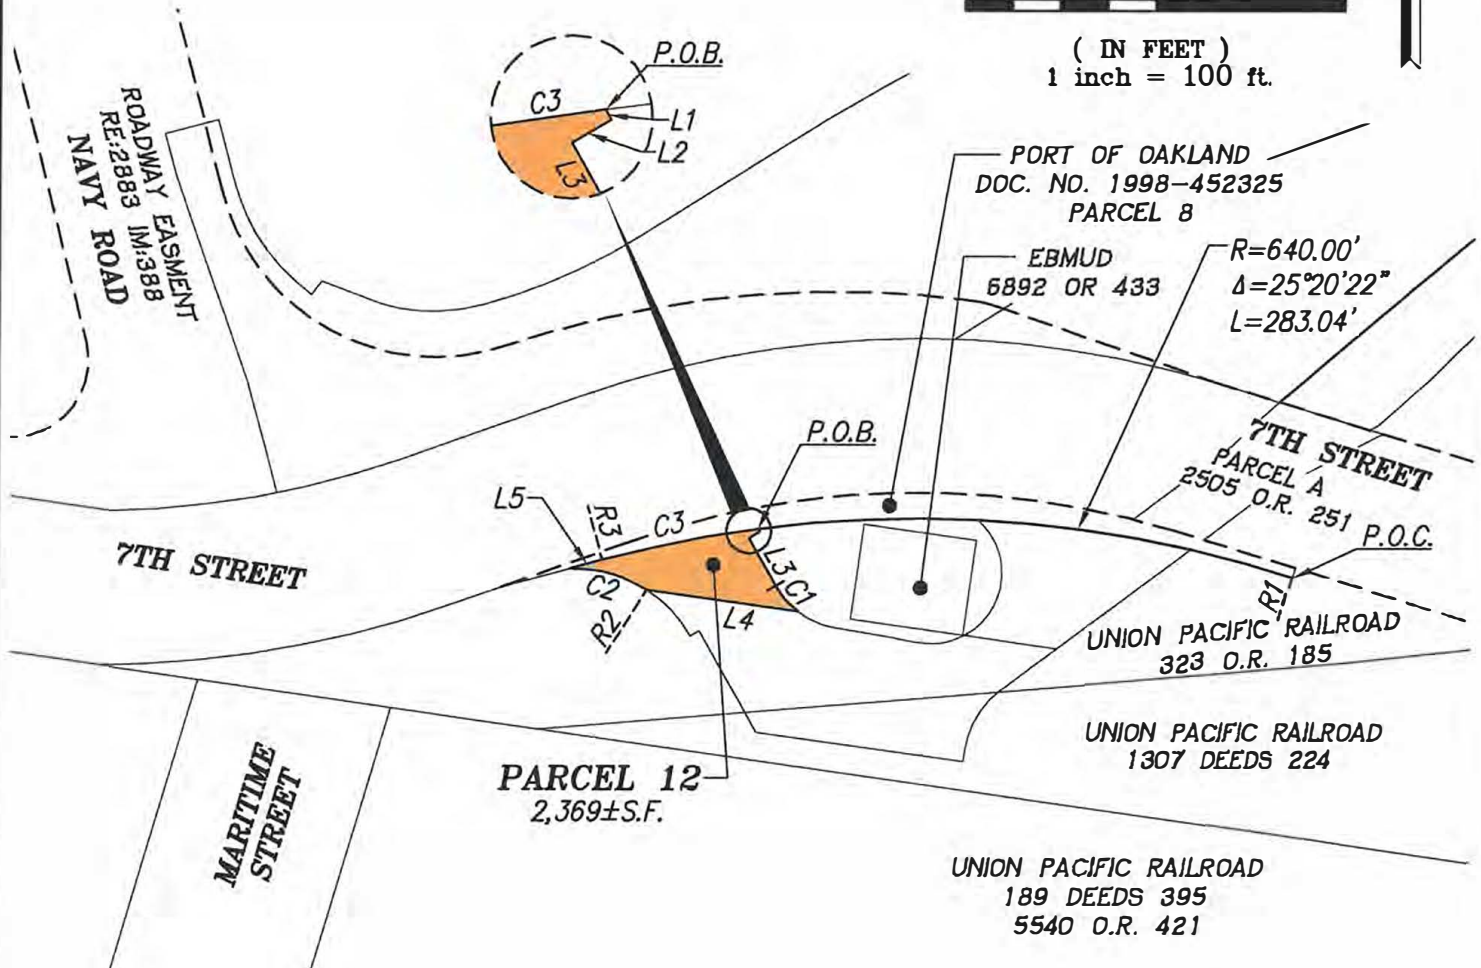 ( IN FEET )
1 inch = 100 ft.
P.O.B.
C3
L1
L2
L3
ROADWAY EASMENT
RE:2883 IM:388
NAVY ROAD
PORT OF OAKLAND
DOC. NO. 1998-452325
PARCEL 8
EBMUD
6892 OR 433
R=640.00'
Δ=25°20'22"
L=283.04'
P.O.B.
7TH STREET
PARCEL A
2505 O.R. 251
P.O.C.
L5
R3
C3
7TH STREET
L3
C1
C2
R2
L4
R1
UNION PACIFIC RAILROAD
323 O.R. 185
UNION PACIFIC RAILROAD
1307 DEEDS 224
PARCEL 12
2,369±S.F.
MARITIME
STREET
UNION PACIFIC RAILROAD
189 DEEDS 395
5540 O.R. 421